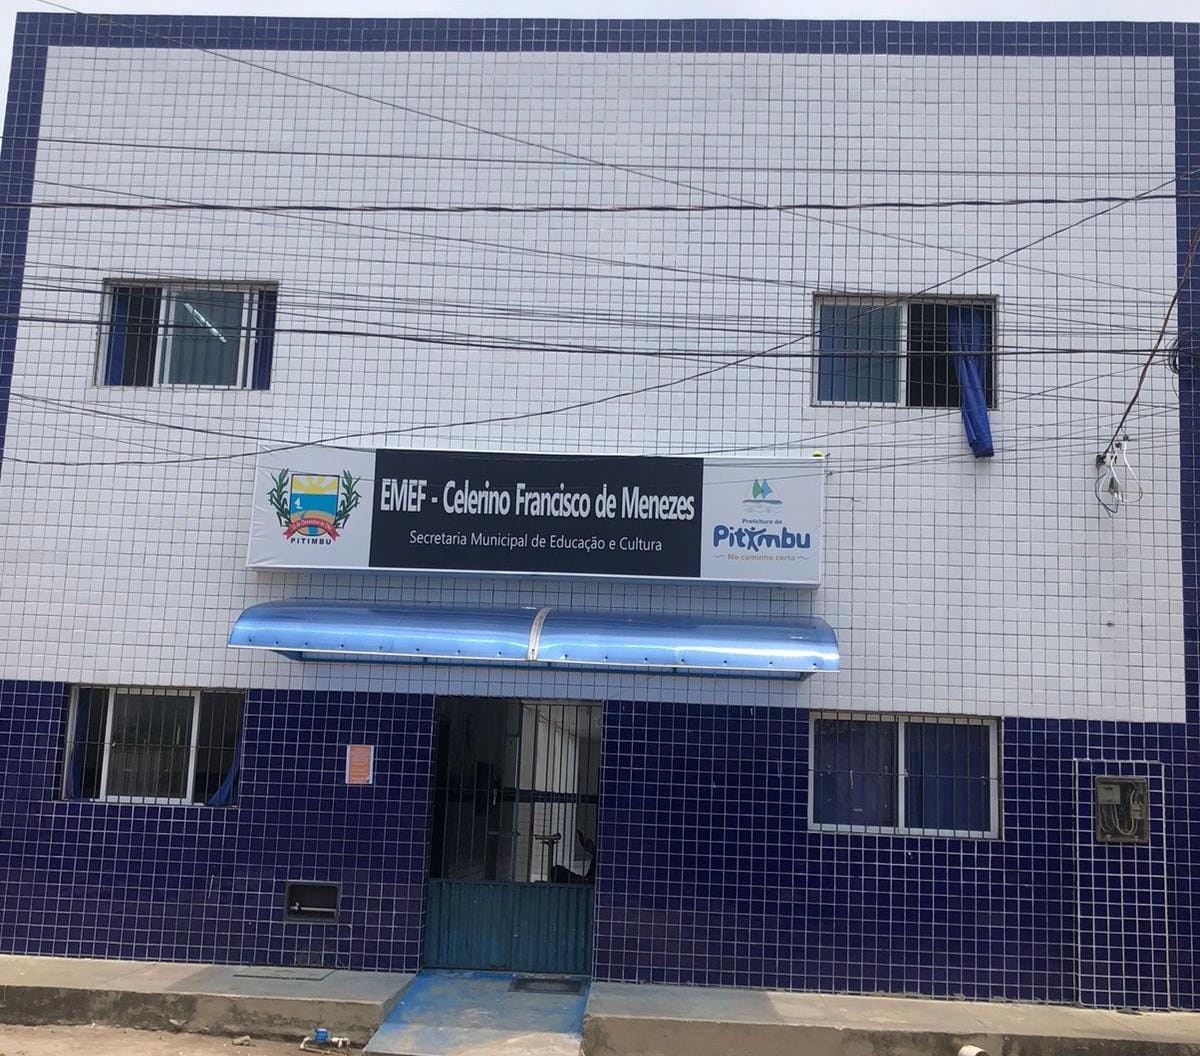 EMEF - Celerino Francisco de Menezes
Secretaria Municipal de Educação e Cultura
PITIMBU
Prefeitura de
Pitimbu
No caminho certo